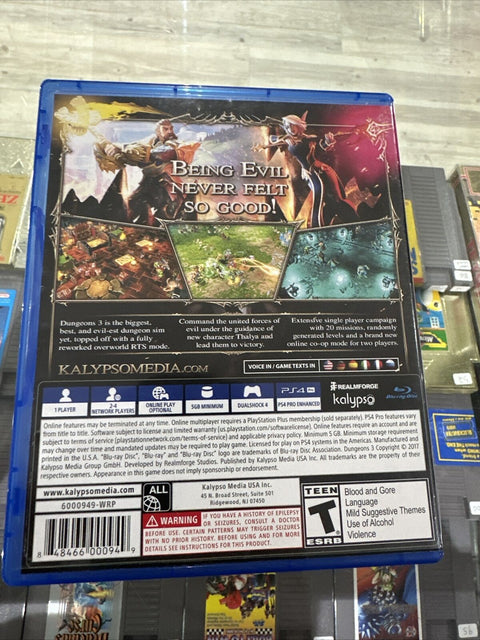 BEING EVIL
NEVER FELT
SO GOOD!
Dungeons 3 is the biggest,
best, and evil-est dungeon sim
yet, topped off with a fully
reworked overworld RTS mode.
Command the united forces of
evil under the guidance of
new character Thalya and
lead them to victory.
Extensive single player campaign
with 20 missions, randomly
generated levels and a brand new
online co-op mode for two players.
KALYPSOMEDIA.COM
VOICE IN / GAME TEXTS IN
1 PLAYER
2-4
NETWORK PLAYERS
ONLINE PLAY
OPTIONAL
5GB MINIMUM
DUALSHOCK 4
PS4 PRO
PS4 PRO ENHANCED
REALMFORGE
kalypso
Blu-ray Disc
Online features may be terminated at any time. Online multiplayer requires a PlayStation Plus membership (sold separately). PS4 Pro features vary
from title to title. Software subject to license and limited warranty (us.playstation.com/softwarelicense). Online features require an account and are
subject to terms of service (playstationnetwork.com/terms-of-service) and applicable privacy policy. Minimum 5 GB. Minimum storage requirements
may change over time and mandated updates may be required to play game. Licensed for play on PS4 systems in the Americas. Manufactured and
printed in the U.S.A. "Blu-ray Disc", "Blu-ray" and "Blu-ray Disc" logo are trademarks of Blu-ray Disc Association. Dungeons 3 Copyright © 2017
Kalypso Media Group GmbH. Developed by Realmforge Studios. Published by Kalypso Media USA Inc. All trademarks are the property of their
respective owners. Appearance in this game does not imply sponsorship or endorsement.
www.kalypsomedia.com
6000949-WRP
8 48466 00094 9
ALL
Kalypso Media USA Inc.
45 N. Broad Street, Suite 501
Ridgewood, NJ 07450
WARNING
IF YOU HAVE A HISTORY OF EPILEPSY
OR SEIZURES, CONSULT A DOCTOR
BEFORE USE. CERTAIN PATTERNS MAY TRIGGER SEIZURES
WITH NO PRIOR HISTORY. BEFORE USING AND FOR MORE
DETAILS SEE INSTRUCTIONS FOR THIS PRODUCT.
TEEN
T
ESRB
Blood and Gore
Language
Mild Suggestive Themes
Use of Alcohol
Violence